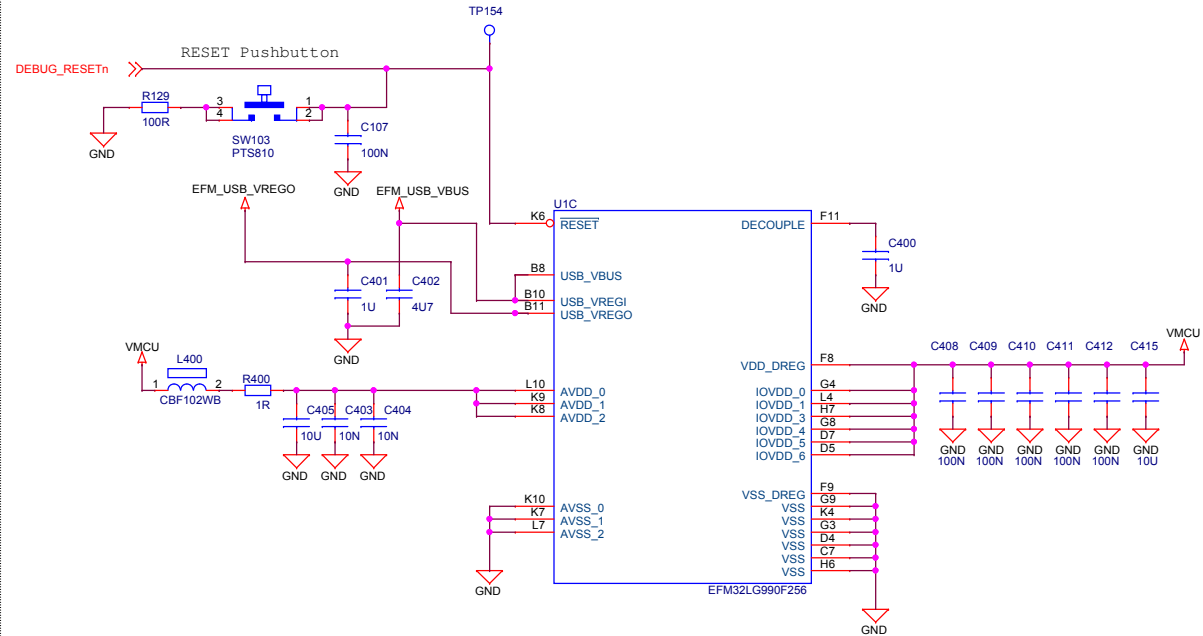 TP154
RESET Pushbutton
DEBUG_RESETn
R129
100R
GND
3
4
1
2
SW103
PTS810
C107
100N
GND
EFM_USB_VREGO
EFM_USB_VBUS
C401
1U
C402
4U7
GND
VMCU
L400
1
2
CBF102WB
R400
1R
C405
10U
C403
10N
C404
10N
GND
GND
GND
U1C
K6
RESET
B8
USB_VBUS
B10
USB_VREGI
B11
USB_VREGO
L10
AVDD_0
K9
AVDD_1
K8
AVDD_2
K10
AVSS_0
K7
AVSS_1
L7
AVSS_2
GND
DECOUPLE
F11
C400
1U
GND
VDD_DREG
F8
IOVDD_0
G4
IOVDD_1
L4
IOVDD_3
H7
IOVDD_4
G8
IOVDD_5
D7
IOVDD_6
D5
VSS_DREG
F9
VSS
G9
VSS
K4
VSS
G3
VSS
D4
VSS
C7
VSS
H6
EFM32LG990F256
GND
VMCU
C408
C409
C410
C411
C412
C415
GND
GND
GND
GND
GND
GND
100N
100N
100N
100N
100N
10U